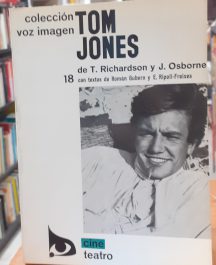 colección
voz imagen
TOM
JONES
de T. Richardson y J. Osborne
18 con textos de Román Gubern y E. Ripoll-Freixes
cine
teatro